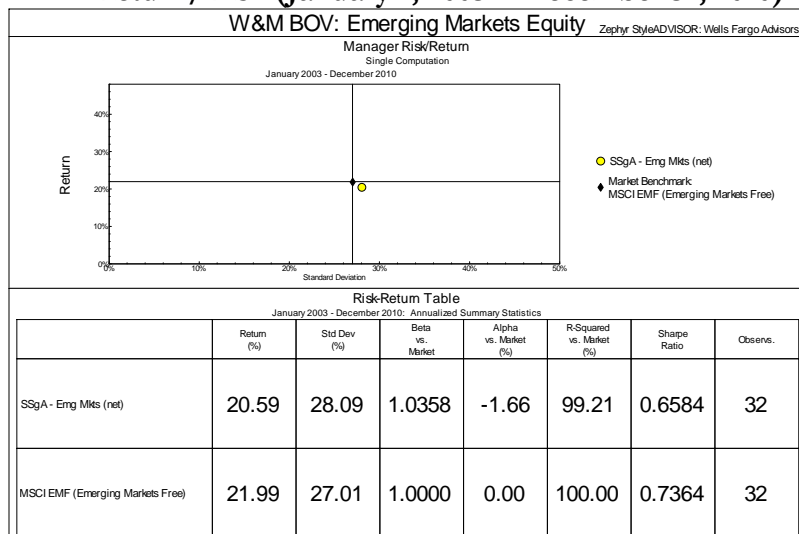 W&M BOV: Emerging Markets Equity
Zephyr StyleADVISOR: Wells Fargo Advisors
Manager Risk/Return
Single Computation
January 2003 - December 2010
40%
30%
20%
10%
0%
Return
0% 10% 20% 30% 40% 50%
Standard Deviation
SSgA - Emg Mkts (net)
Market Benchmark:
MSCI EMF (Emerging Markets Free)
Risk-Return Table
January 2003 - December 2010: Annualized Summary Statistics
Return (%) Std Dev (%) Beta vs. Market Alpha vs. Market (%) R-Squared vs. Market (%) Sharpe Ratio Observs.
SSgA - Emg Mkts (net) 20.59 28.09 1.0358 -1.66 99.21 0.6584 32
MSCI EMF (Emerging Markets Free) 21.99 27.01 1.0000 0.00 100.00 0.7364 32